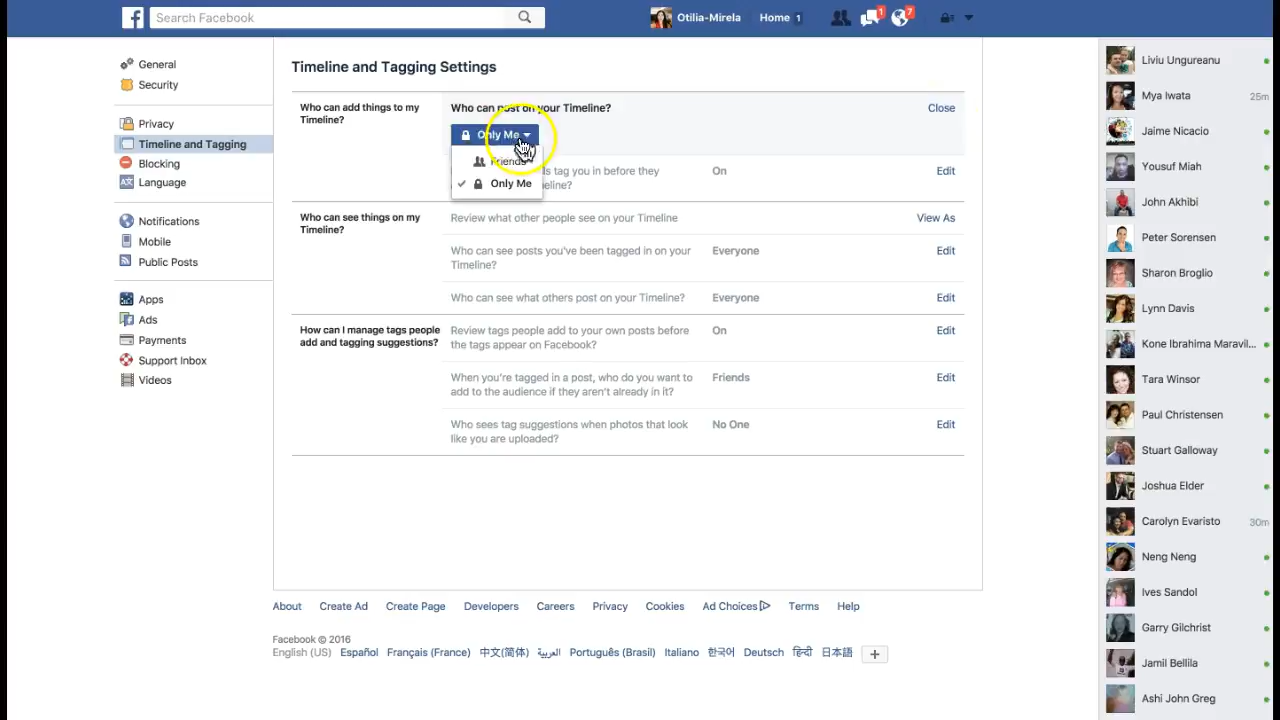 Search Facebook
Otilia-Mirela
Home 1
1
7
General
Security
Privacy
Timeline and Tagging
Blocking
Language
Notifications
Mobile
Public Posts
Apps
Ads
Payments
Support Inbox
Videos
Timeline and Tagging Settings
Who can add things to my
Timeline?
Who can post on your Timeline?
Close
Only Me
Friends
Only Me
tag you in before they
On
Edit
Who can see things on my
Timeline?
Review what other people see on your Timeline
View As
Who can see posts you've been tagged in on your
Timeline?
Everyone
Edit
Who can see what others post on your Timeline?
Everyone
Edit
How can I manage tags people
add and tagging suggestions?
Review tags people add to your own posts before
the tags appear on Facebook?
On
Edit
When you're tagged in a post, who do you want to
add to the audience if they aren't already in it?
Friends
Edit
Who sees tag suggestions when photos that look
like you are uploaded?
No One
Edit
About Create Ad Create Page Developers Careers Privacy Cookies Ad Choices Terms Help
Facebook © 2016
English (US) Español Français (France) 中文(简体) العربية Português (Brasil) Italiano 한국어 Deutsch हिन्दी 日本語 +
Liviu Ungureanu
Mya Iwata 25m
Jaime Nicacio
Yousuf Miah
John Akhibi
Peter Sorensen
Sharon Broglio
Lynn Davis
Kone Ibrahima Maravil...
Tara Winsor
Paul Christensen
Stuart Galloway
Joshua Elder
Carolyn Evaristo 30m
Neng Neng
Ives Sandol
Garry Gilchrist
Jamil Bellila
Ashi John Greg